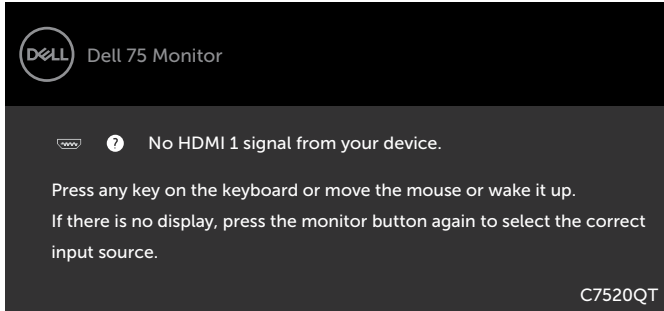 DELL
Dell 75 Monitor
? No HDMI 1 signal from your device.
Press any key on the keyboard or move the mouse or wake it up.
If there is no display, press the monitor button again to select the correct
input source.
C7520QT